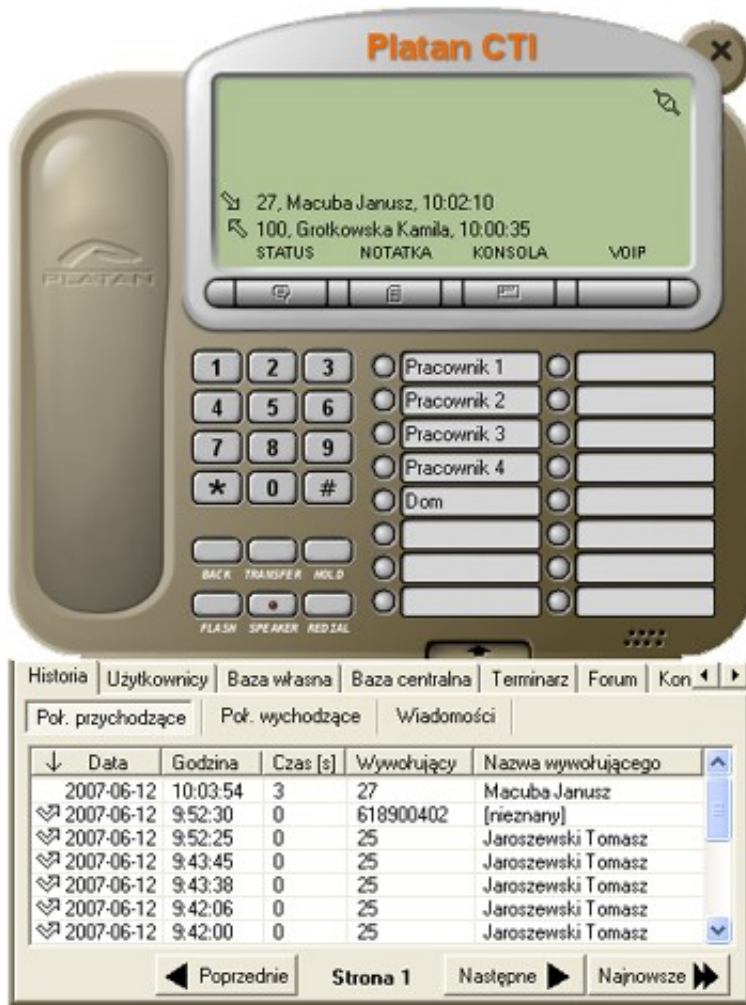 Platan CTI
27, Macuba Janusz, 10:02:10
100, Grotkowska Kamila, 10:00:35
STATUS NOTATKA KONSOLA VOIP
PLATAN
1 2 3 Pracownik 1
4 5 6 Pracownik 2
7 8 9 Pracownik 3
Pracownik 4
* 0 # Dom
BACK TRANSFER HOLD
FLASH SPEAKER REDIAL
Historia Użytkownicy Baza własna Baza centralna Terminarz Forum Kon
Poł. przychodzące Poł. wychodzące Wiadomości
Data Godzina Czas [s] Wywołujący Nazwa wywołującego
2007-06-12 10:03:54 3 27 Macuba Janusz
2007-06-12 9:52:30 0 618900402 [nieznany]
2007-06-12 9:52:25 0 25 Jaroszewski Tomasz
2007-06-12 9:43:45 0 25 Jaroszewski Tomasz
2007-06-12 9:43:38 0 25 Jaroszewski Tomasz
2007-06-12 9:42:06 0 25 Jaroszewski Tomasz
2007-06-12 9:42:00 0 25 Jaroszewski Tomasz
Poprzednie Strona 1 Następne Najnowsze